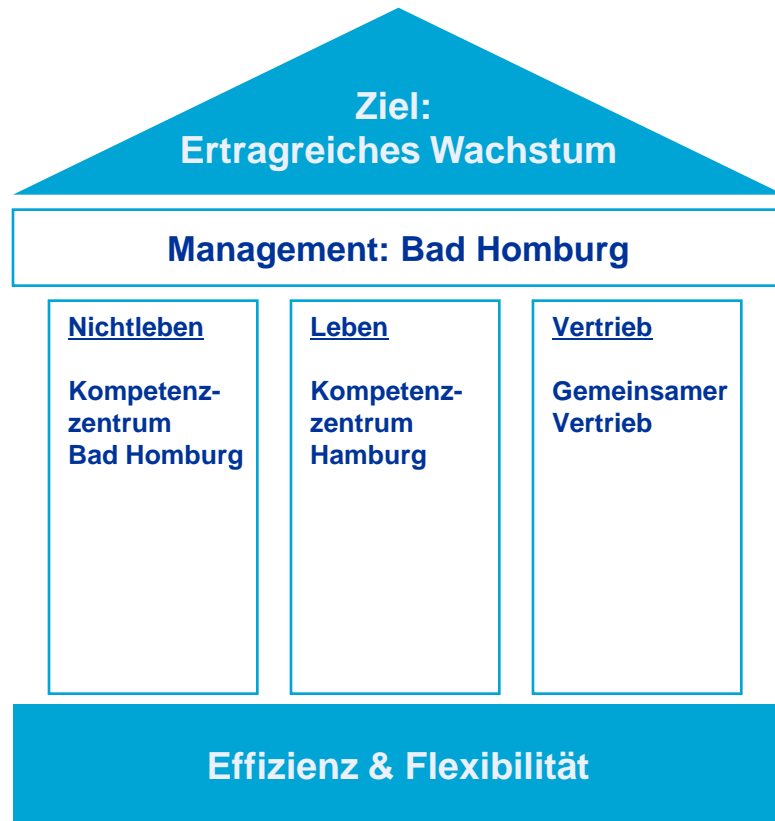 Ziel:
Ertragreiches Wachstum
Management: Bad Homburg
Nichtleben
Kompetenz-
zentrum
Bad Homburg
Leben
Kompetenz-
zentrum
Hamburg
Vertrieb
Gemeinsamer
Vertrieb
Effizienz & Flexibilität